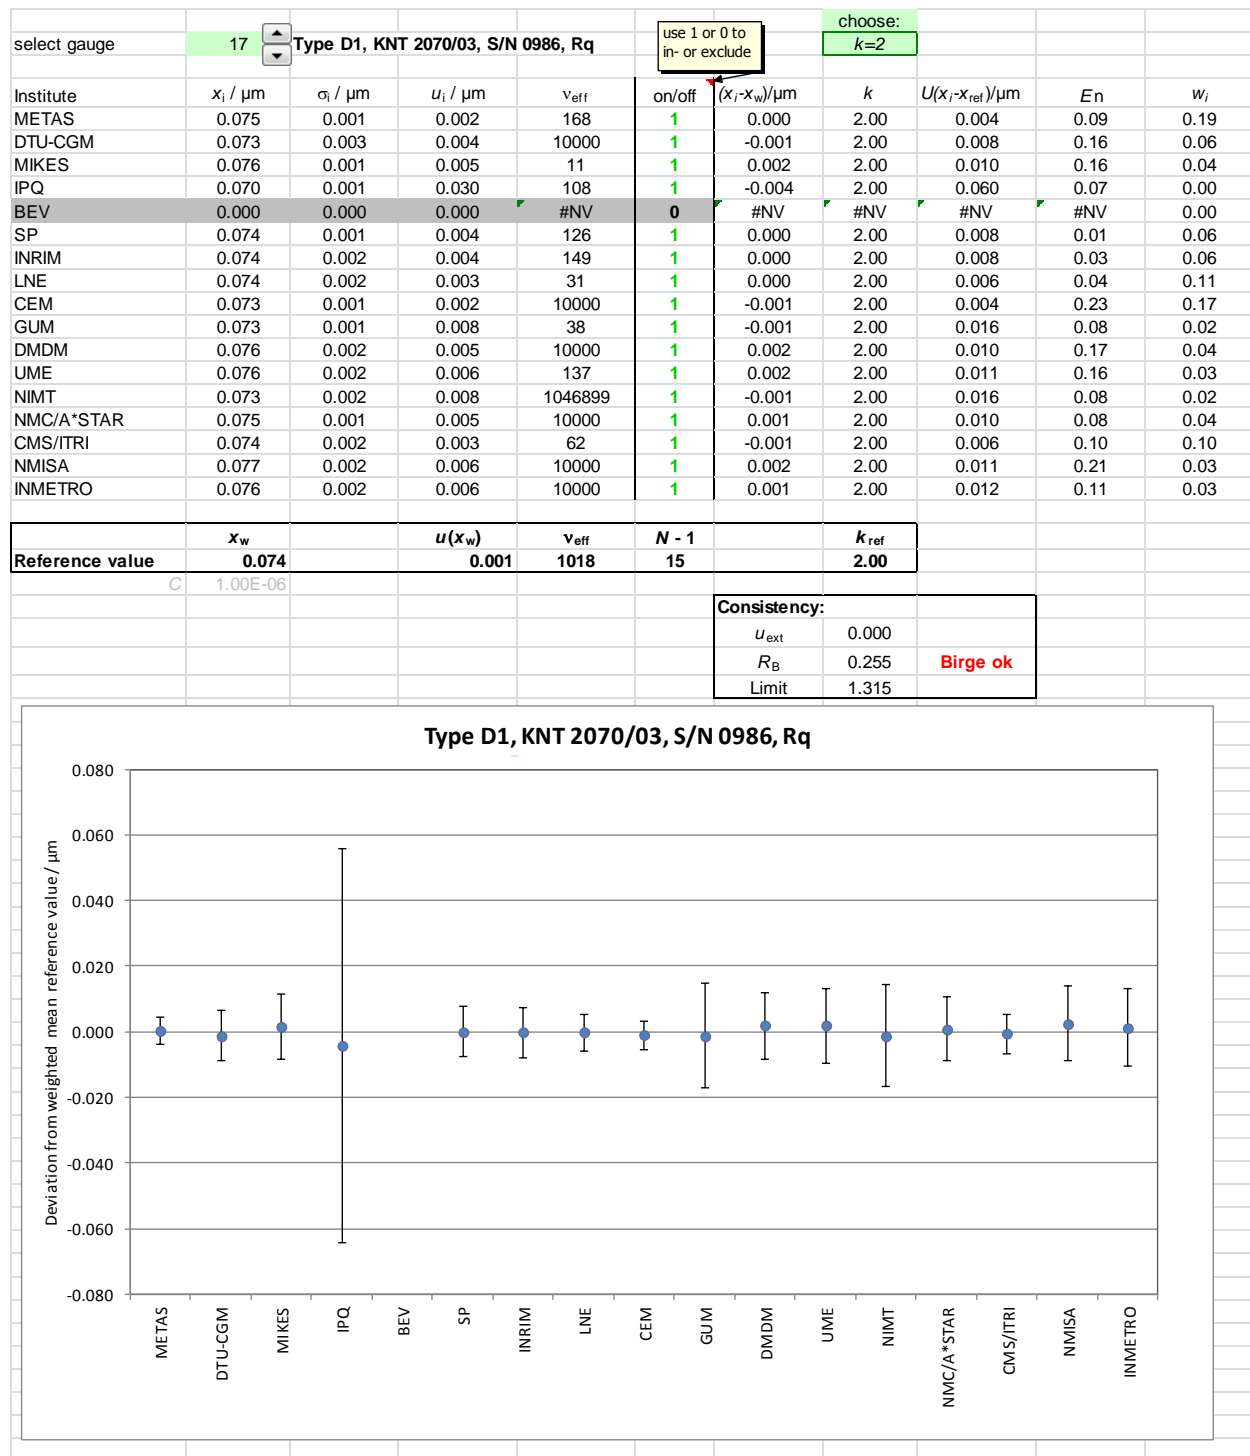 choose:
select gauge 17 Type D1, KNT 2070/03, S/N 0986, Rq k=2
use 1 or 0 to
in- or exclude
Institute xi / µm σi / µm ui / µm νeff on/off (xi-xw)/µm k U(xi-xref)/µm En wi
METAS 0.075 0.001 0.002 168 1 0.000 2.00 0.004 0.09 0.19
DTU-CGM 0.073 0.003 0.004 10000 1 -0.001 2.00 0.008 0.16 0.06
MIKES 0.076 0.001 0.005 11 1 0.002 2.00 0.010 0.16 0.04
IPQ 0.070 0.001 0.030 108 1 -0.004 2.00 0.060 0.07 0.00
BEV 0.000 0.000 0.000 #NV 0 #NV #NV #NV #NV 0.00
SP 0.074 0.001 0.004 126 1 0.000 2.00 0.008 0.01 0.06
INRIM 0.074 0.002 0.004 149 1 0.000 2.00 0.008 0.03 0.06
LNE 0.074 0.002 0.003 31 1 0.000 2.00 0.006 0.04 0.11
CEM 0.073 0.001 0.002 10000 1 -0.001 2.00 0.004 0.23 0.17
GUM 0.073 0.001 0.008 38 1 -0.001 2.00 0.016 0.08 0.02
DMDM 0.076 0.002 0.005 10000 1 0.002 2.00 0.010 0.17 0.04
UME 0.076 0.002 0.006 137 1 0.002 2.00 0.011 0.16 0.03
NIMT 0.073 0.002 0.008 1046899 1 -0.001 2.00 0.016 0.08 0.02
NMC/A*STAR 0.075 0.001 0.005 10000 1 0.001 2.00 0.010 0.08 0.04
CMS/ITRI 0.074 0.002 0.003 62 1 -0.001 2.00 0.006 0.10 0.10
NMISA 0.077 0.002 0.006 10000 1 0.002 2.00 0.011 0.21 0.03
INMETRO 0.076 0.002 0.006 10000 1 0.001 2.00 0.012 0.11 0.03
xw u(xw) νeff N - 1 kref
Reference value 0.074 0.001 1018 15 2.00
C 1.00E-06
Consistency:
uext 0.000
RB 0.255 Birge ok
Limit 1.315
Type D1, KNT 2070/03, S/N 0986, Rq
Deviation from weighted mean reference value / µm
0.080
0.060
0.040
0.020
0.000
-0.020
-0.040
-0.060
-0.080
METAS
DTU-CGM
MIKES
IPQ
BEV
SP
INRIM
LNE
CEM
GUM
DMDM
UME
NIMT
NMC/A*STAR
CMS/ITRI
NMISA
INMETRO